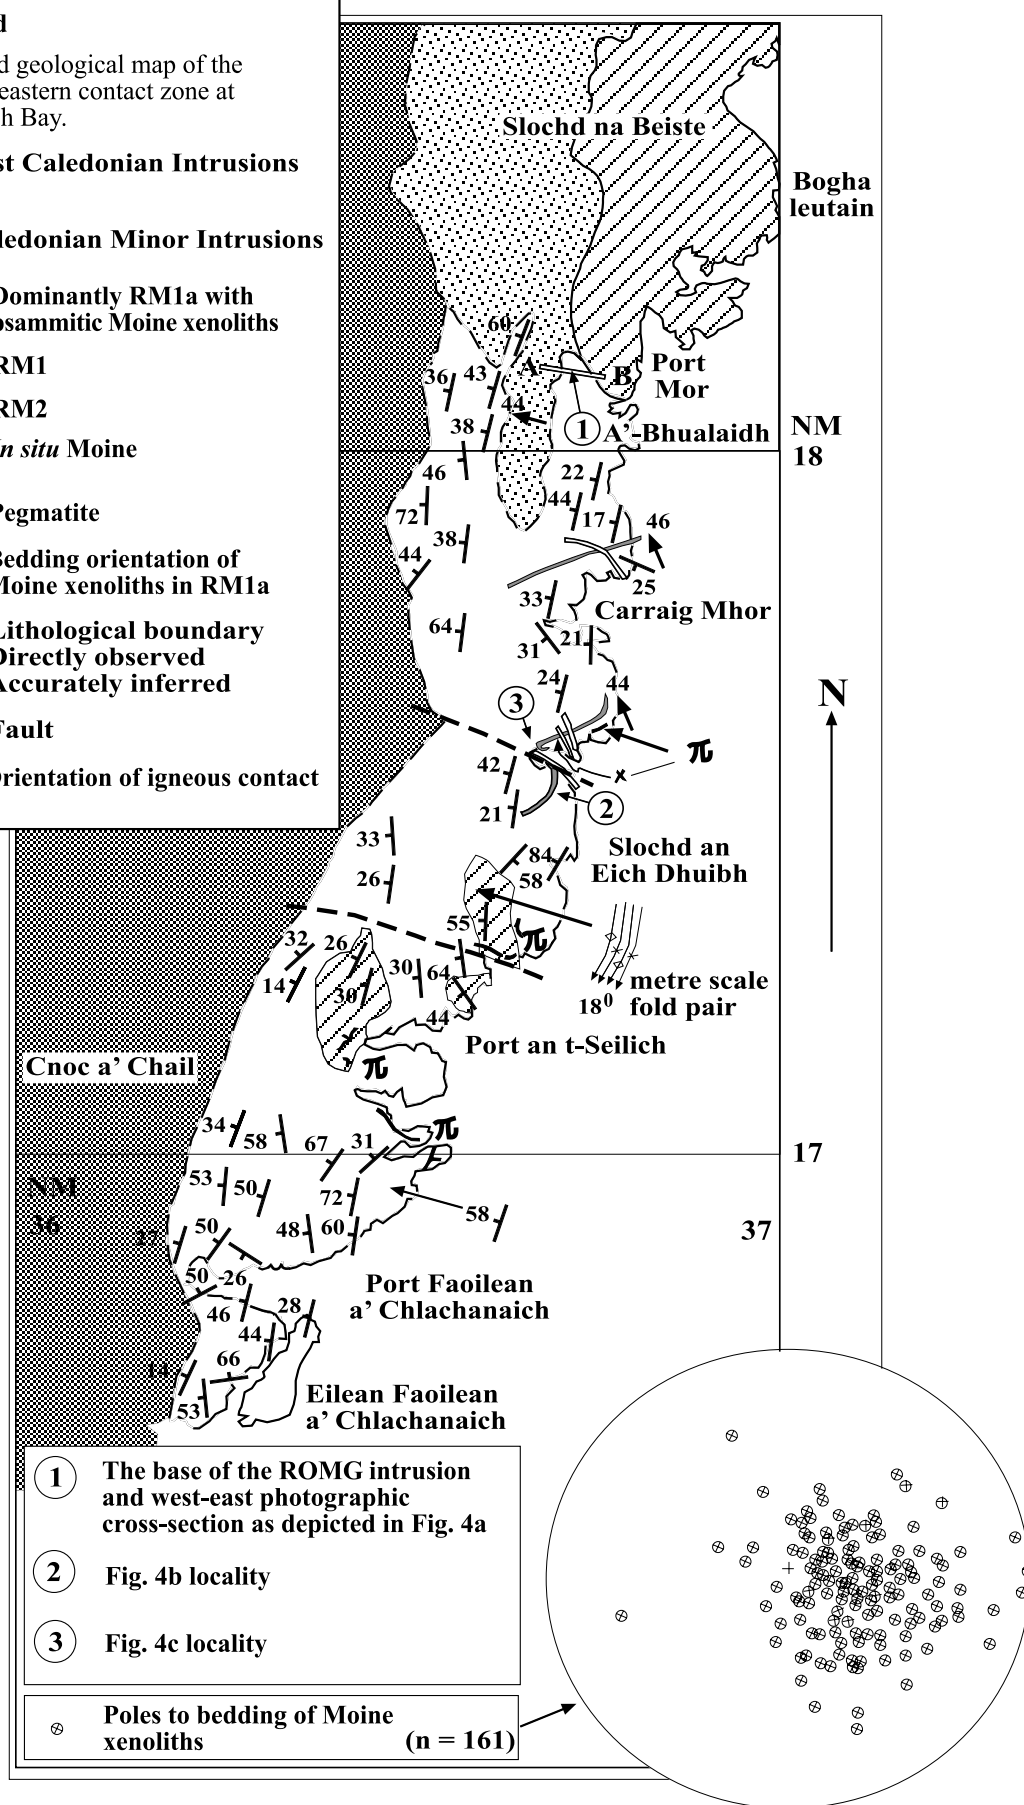 d
d geological map of the
eastern contact zone at
h Bay.
st Caledonian Intrusions
ledonian Minor Intrusions
Dominantly RM1a with
psammitic Moine xenoliths
RM1
RM2
In situ Moine
Pegmatite
Bedding orientation of
Moine xenoliths in RM1a
Lithological boundary
Directly observed
Accurately inferred
Fault
Orientation of igneous contact
Slochd na Beiste
Bogha
leutain
60
A
B
Port
Mor
36
43
44
38
1
A’-Bhualaidh
NM
18
46
22
44
72
17
46
38
44
25
33
Carraig Mhor
64
31
21
24
44
3
N
π
42
x
21
2
33
84
Slochd an
Eich Dhuibh
26
58
55
π
32
26
30
64
metre scale
14
30
18⁰
fold pair
44
Port an t-Seilich
Cnoc a’ Chail
π
34
58
67
31
π
17
53
50
72
NM
36
27
50
48
60
58
37
50
26
Port Faoilean
a’ Chlachanaich
46
28
44
14
66
53
Eilean Faoilean
a’ Chlachanaich
1
The base of the ROMG intrusion
and west-east photographic
cross-section as depicted in Fig. 4a
2
Fig. 4b locality
3
Fig. 4c locality
Poles to bedding of Moine
xenoliths
(n = 161)